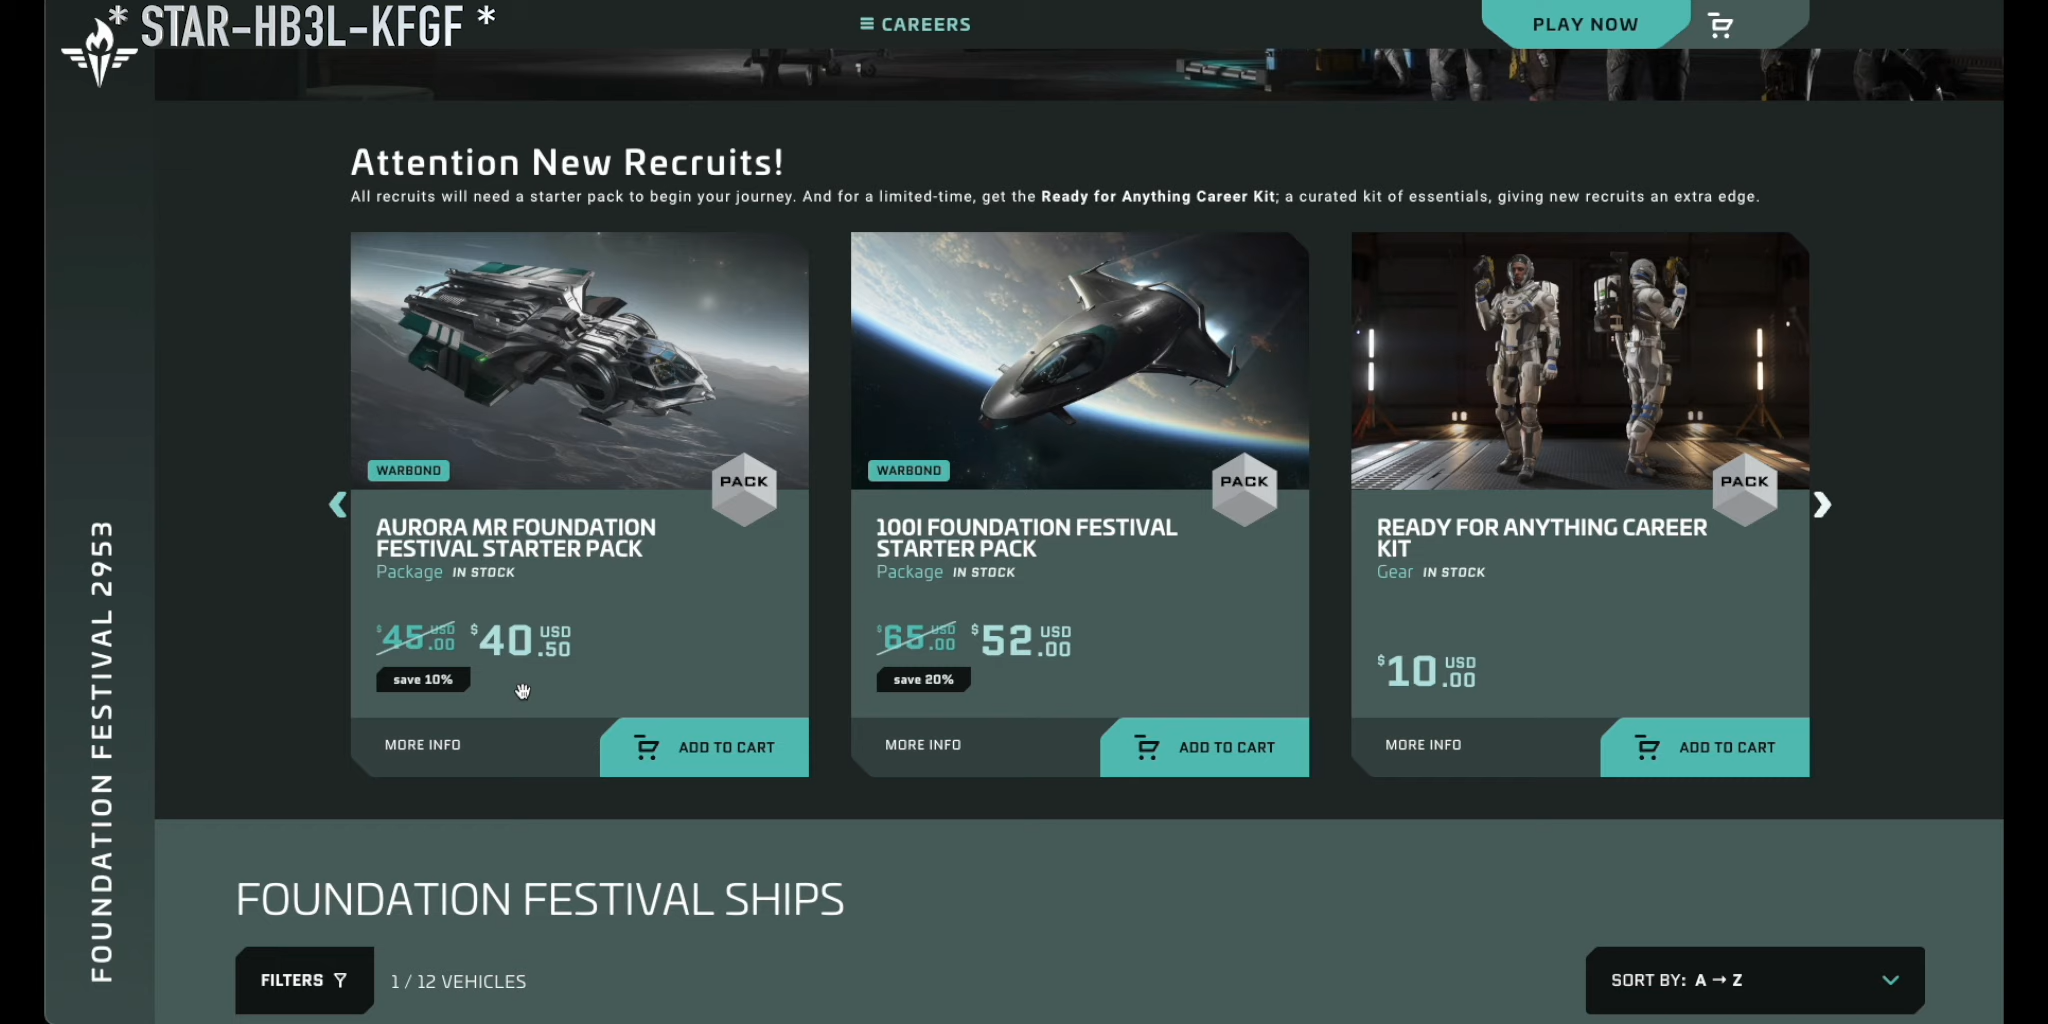 * STAR-HB3L-KFGF *
≡ CAREERS
PLAY NOW
FOUNDATION FESTIVAL 2953
Attention New Recruits!
All recruits will need a starter pack to begin your journey. And for a limited-time, get the Ready for Anything Career Kit; a curated kit of essentials, giving new recruits an extra edge.
WARBOND
PACK
AURORA MR FOUNDATION
FESTIVAL STARTER PACK
Package IN STOCK
$45.00 USD $40.50 USD
save 10%
MORE INFO
ADD TO CART
WARBOND
PACK
100I FOUNDATION FESTIVAL
STARTER PACK
Package IN STOCK
$65.00 USD $52.00 USD
save 20%
MORE INFO
ADD TO CART
PACK
READY FOR ANYTHING CAREER
KIT
Gear IN STOCK
$10.00 USD
MORE INFO
ADD TO CART
FOUNDATION FESTIVAL SHIPS
FILTERS
1 / 12 VEHICLES
SORT BY: A → Z